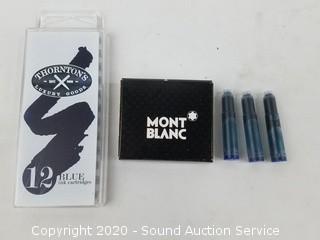 THORNTON'S
LUXURY GOODS
12 BLUE
ink cartridges
MONT
BLANC
Copyright 2020 - Sound Auction Service